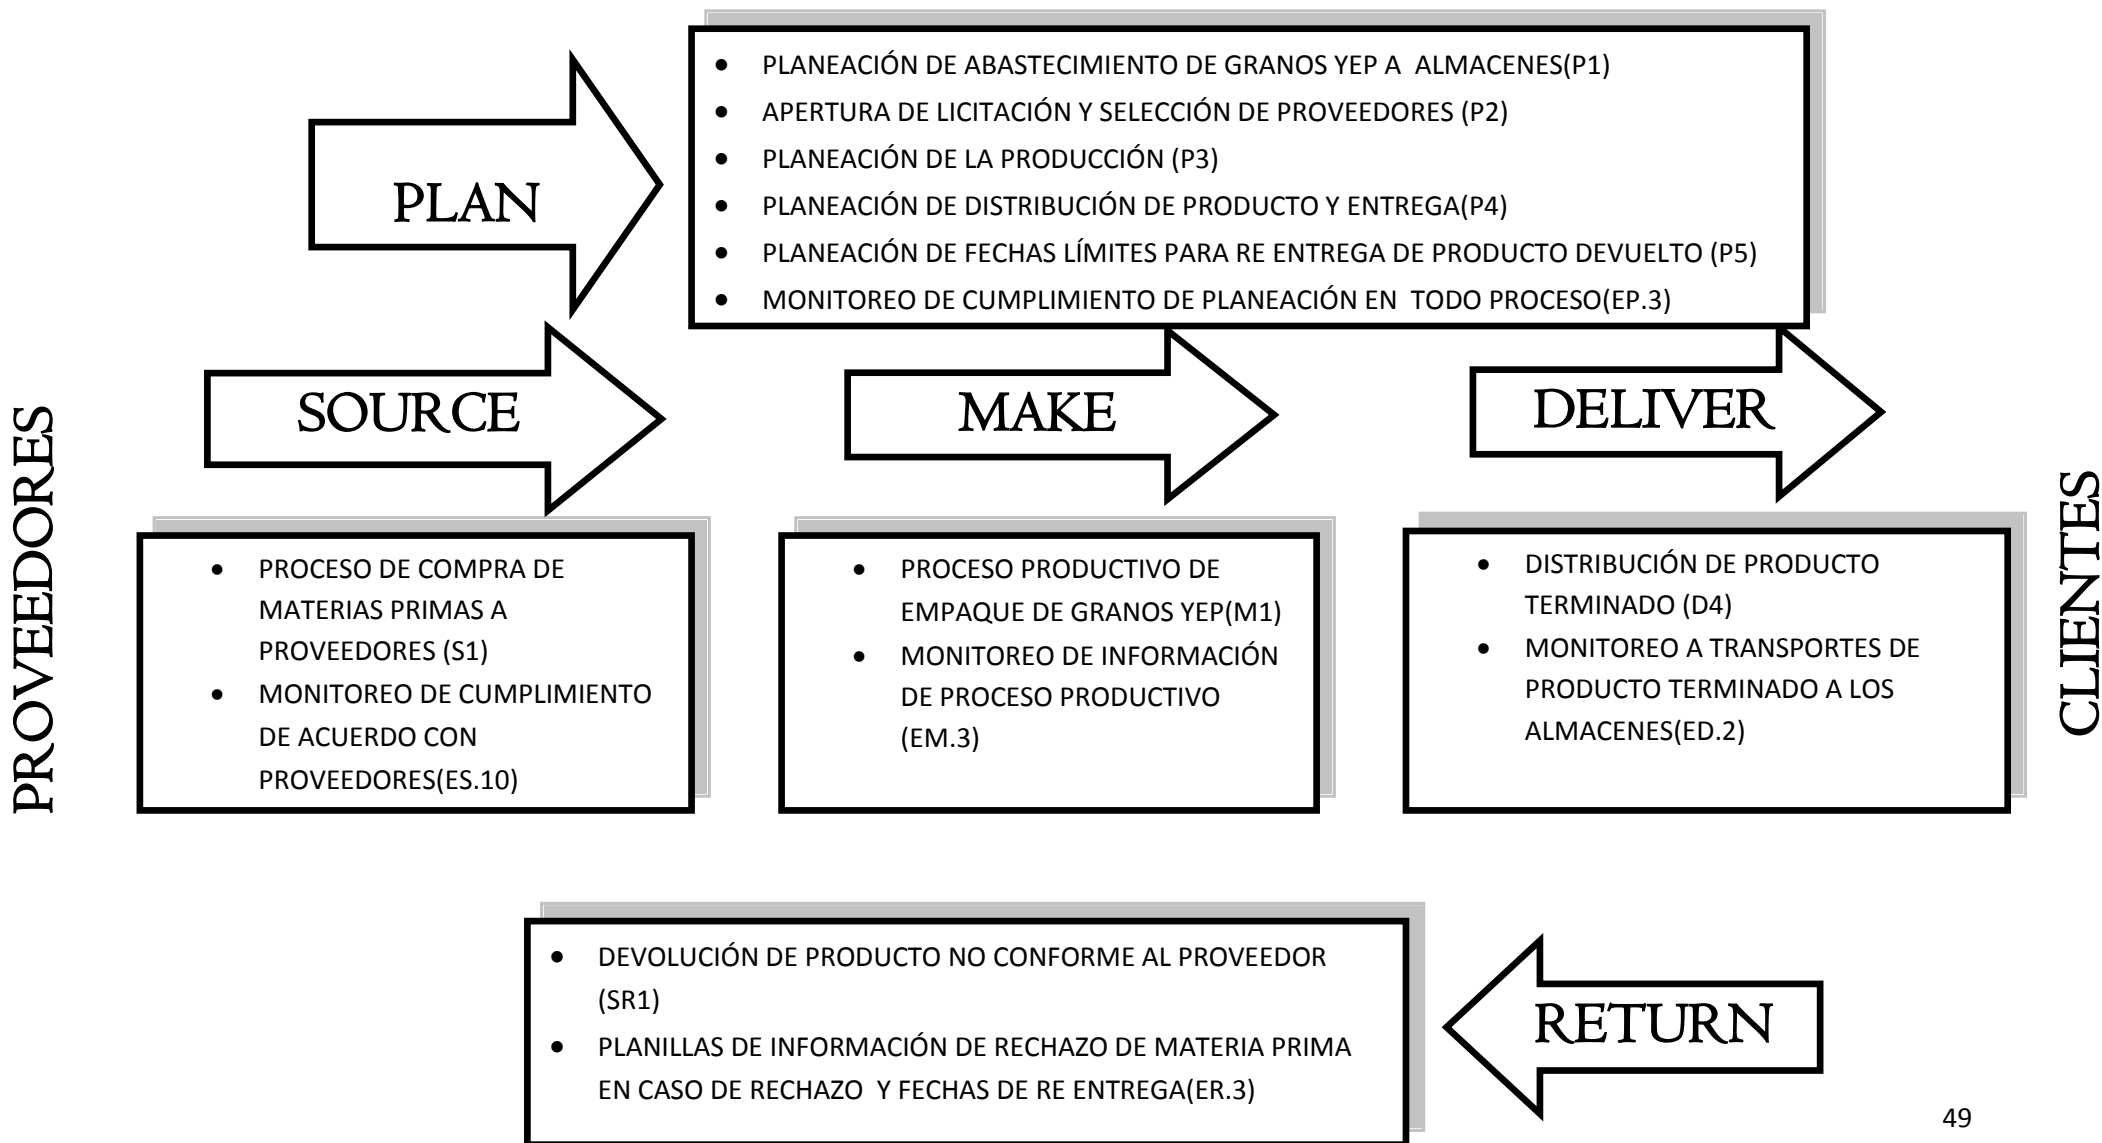 PLAN
• PLANEACIÓN DE ABASTECIMIENTO DE GRANOS YEP A ALMACENES(P1)
• APERTURA DE LICITACIÓN Y SELECCIÓN DE PROVEEDORES (P2)
• PLANEACIÓN DE LA PRODUCCIÓN (P3)
• PLANEACIÓN DE DISTRIBUCIÓN DE PRODUCTO Y ENTREGA(P4)
• PLANEACIÓN DE FECHAS LÍMITES PARA RE ENTREGA DE PRODUCTO DEVUELTO (P5)
• MONITOREO DE CUMPLIMIENTO DE PLANEACIÓN EN TODO PROCESO(EP.3)
PROVEEDORES
SOURCE
• PROCESO DE COMPRA DE
MATERIAS PRIMAS A
PROVEEDORES (S1)
• MONITOREO DE CUMPLIMIENTO
DE ACUERDO CON
PROVEEDORES(ES.10)
MAKE
• PROCESO PRODUCTIVO DE
EMPAQUE DE GRANOS YEP(M1)
• MONITOREO DE INFORMACIÓN
DE PROCESO PRODUCTIVO
(EM.3)
DELIVER
• DISTRIBUCIÓN DE PRODUCTO
TERMINADO (D4)
• MONITOREO A TRANSPORTES DE
PRODUCTO TERMINADO A LOS
ALMACENES(ED.2)
CLIENTES
• DEVOLUCIÓN DE PRODUCTO NO CONFORME AL PROVEEDOR
(SR1)
• PLANILLAS DE INFORMACIÓN DE RECHAZO DE MATERIA PRIMA
EN CASO DE RECHAZO Y FECHAS DE RE ENTREGA(ER.3)
RETURN
49